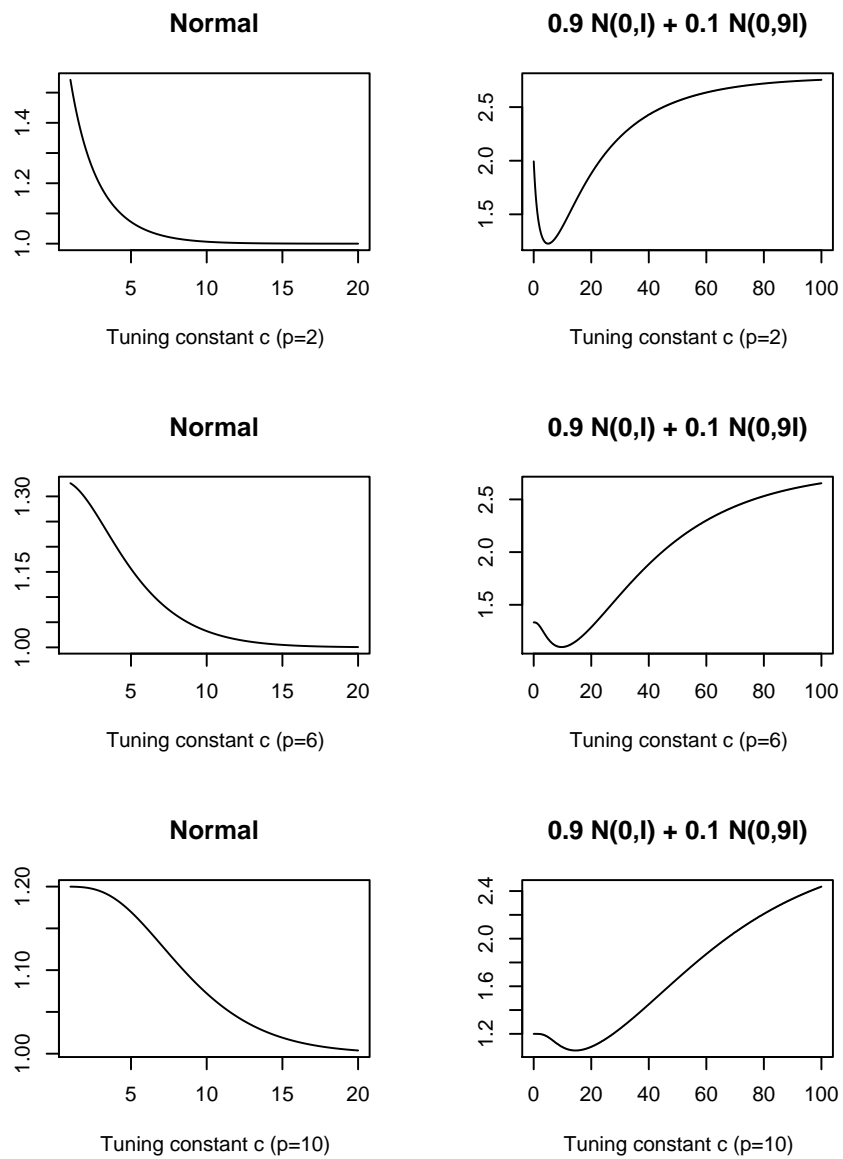 Normal
1.4
1.2
1.0
5 10 15 20
Tuning constant c (p=2)
0.9 N(0,I) + 0.1 N(0,9I)
2.5
2.0
1.5
0 20 40 60 80 100
Tuning constant c (p=2)
Normal
1.30
1.15
1.00
5 10 15 20
Tuning constant c (p=6)
0.9 N(0,I) + 0.1 N(0,9I)
2.5
2.0
1.5
0 20 40 60 80 100
Tuning constant c (p=6)
Normal
1.20
1.10
1.00
5 10 15 20
Tuning constant c (p=10)
0.9 N(0,I) + 0.1 N(0,9I)
2.4
2.0
1.6
1.2
0 20 40 60 80 100
Tuning constant c (p=10)